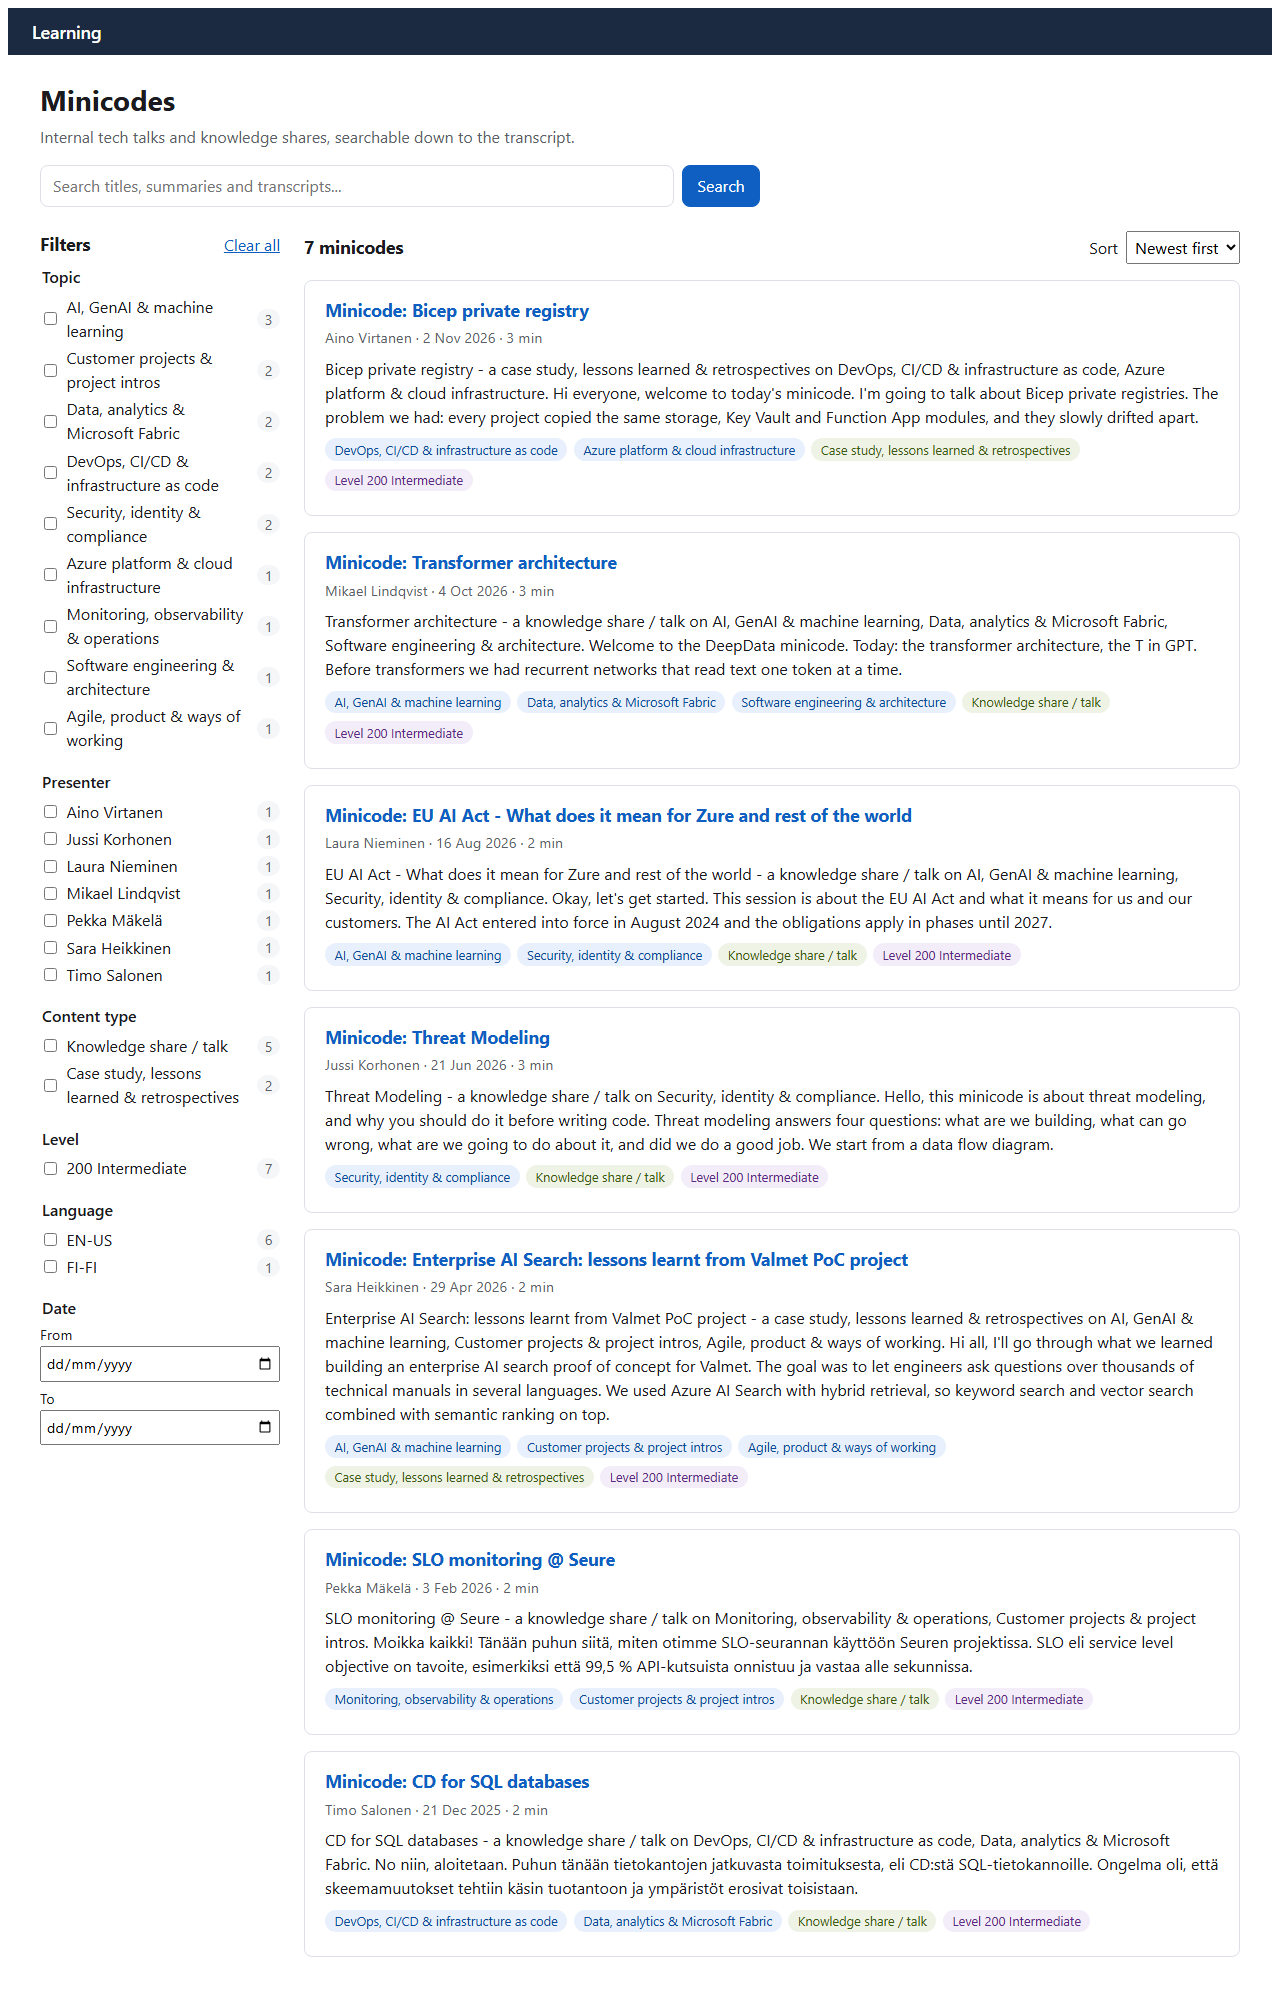 Learning
Minicodes
Internal tech talks and knowledge shares, searchable down to the transcript.
Search titles, summaries and transcripts...
Search
Filters
Clear all
Topic
AI, GenAI & machine
learning
3
Customer projects &
project intros
2
Data, analytics &
Microsoft Fabric
2
DevOps, CI/CD &
infrastructure as code
2
Security, identity &
compliance
2
Azure platform & cloud
infrastructure
1
Monitoring, observability
& operations
1
Software engineering &
architecture
1
Agile, product & ways of
working
1
Presenter
Aino Virtanen 1
Jussi Korhonen 1
Laura Nieminen 1
Mikael Lindqvist 1
Pekka Mäkelä 1
Sara Heikkinen 1
Timo Salonen 1
Content type
Knowledge share / talk 5
Case study, lessons
learned & retrospectives
2
Level
200 Intermediate 7
Language
EN-US 6
FI-FI 1
Date
From
dd/mm/yyyy
To
dd/mm/yyyy
7 minicodes
Sort Newest first
Minicode: Bicep private registry
Aino Virtanen · 2 Nov 2026 · 3 min
Bicep private registry - a case study, lessons learned & retrospectives on DevOps, CI/CD & infrastructure as code, Azure
platform & cloud infrastructure. Hi everyone, welcome to today's minicode. I'm going to talk about Bicep private registries. The
problem we had: every project copied the same storage, Key Vault and Function App modules, and they slowly drifted apart.
DevOps, CI/CD & infrastructure as code Azure platform & cloud infrastructure Case study, lessons learned & retrospectives
Level 200 Intermediate
Minicode: Transformer architecture
Mikael Lindqvist · 4 Oct 2026 · 3 min
Transformer architecture - a knowledge share / talk on AI, GenAI & machine learning, Data, analytics & Microsoft Fabric,
Software engineering & architecture. Welcome to the DeepData minicode. Today: the transformer architecture, the T in GPT.
Before transformers we had recurrent networks that read text one token at a time.
AI, GenAI & machine learning Data, analytics & Microsoft Fabric Software engineering & architecture Knowledge share / talk
Level 200 Intermediate
Minicode: EU AI Act - What does it mean for Zure and rest of the world
Laura Nieminen · 16 Aug 2026 · 2 min
EU AI Act - What does it mean for Zure and rest of the world - a knowledge share / talk on AI, GenAI & machine learning,
Security, identity & compliance. Okay, let's get started. This session is about the EU AI Act and what it means for us and our
customers. The AI Act entered into force in August 2024 and the obligations apply in phases until 2027.
AI, GenAI & machine learning Security, identity & compliance Knowledge share / talk Level 200 Intermediate
Minicode: Threat Modeling
Jussi Korhonen · 21 Jun 2026 · 3 min
Threat Modeling - a knowledge share / talk on Security, identity & compliance. Hello, this minicode is about threat modeling,
and why you should do it before writing code. Threat modeling answers four questions: what are we building, what can go
wrong, what are we going to do about it, and did we do a good job. We start from a data flow diagram.
Security, identity & compliance Knowledge share / talk Level 200 Intermediate
Minicode: Enterprise AI Search: lessons learnt from Valmet PoC project
Sara Heikkinen · 29 Apr 2026 · 2 min
Enterprise AI Search: lessons learnt from Valmet PoC project - a case study, lessons learned & retrospectives on AI, GenAI &
machine learning, Customer projects & project intros, Agile, product & ways of working. Hi all, I'll go through what we learned
building an enterprise AI search proof of concept for Valmet. The goal was to let engineers ask questions over thousands of
technical manuals in several languages. We used Azure AI Search with hybrid retrieval, so keyword search and vector search
combined with semantic ranking on top.
AI, GenAI & machine learning Customer projects & project intros Agile, product & ways of working
Case study, lessons learned & retrospectives Level 200 Intermediate
Minicode: SLO monitoring @ Seure
Pekka Mäkelä · 3 Feb 2026 · 2 min
SLO monitoring @ Seure - a knowledge share / talk on Monitoring, observability & operations, Customer projects & project
intros. Moikka kaikki! Tänään puhun siitä, miten otimme SLO-seurannan käyttöön Seuren projektissa. SLO eli service level
objective on tavoite, esimerkiksi että 99,5 % API-kutsuista onnistuu ja vastaa alle sekunnissa.
Monitoring, observability & operations Customer projects & project intros Knowledge share / talk Level 200 Intermediate
Minicode: CD for SQL databases
Timo Salonen · 21 Dec 2025 · 2 min
CD for SQL databases - a knowledge share / talk on DevOps, CI/CD & infrastructure as code, Data, analytics & Microsoft
Fabric. No niin, aloitetaan. Puhun tänään tietokantojen jatkuvasta toimituksesta, eli CD:stä SQL-tietokannoille. Ongelma oli, että
skeemamuutokset tehtiin käsin tuotantoon ja ympäristöt erosivat toisistaan.
DevOps, CI/CD & infrastructure as code Data, analytics & Microsoft Fabric Knowledge share / talk Level 200 Intermediate